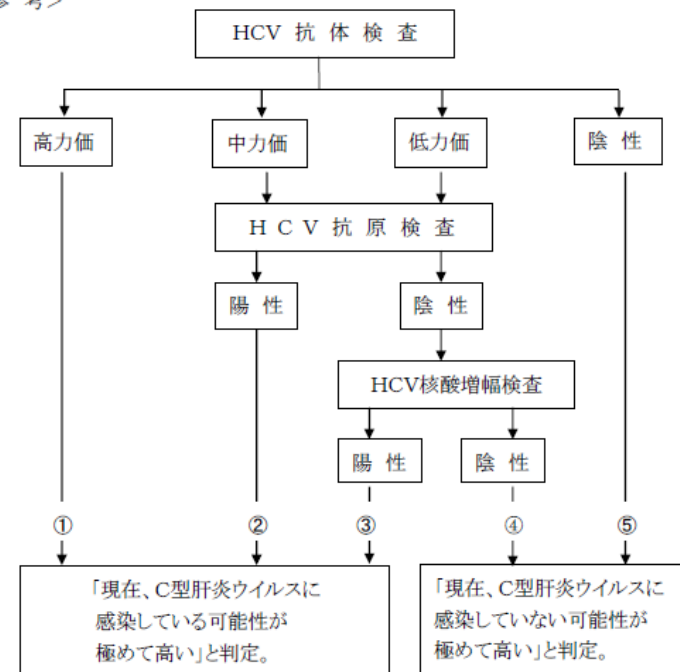 参 考>
HCV 抗 体 検 査
高力価
中力価
低力価
陰 性
H C V 抗 原 検 査
陽 性
陰 性
HCV核酸増幅検査
陽 性
陰 性
①
②
③
④
⑤
「現在、C型肝炎ウイルスに
感染している可能性が
極めて高い」と判定。
「現在、C型肝炎ウイルスに
感染していない可能性が
極めて高い」と判定。